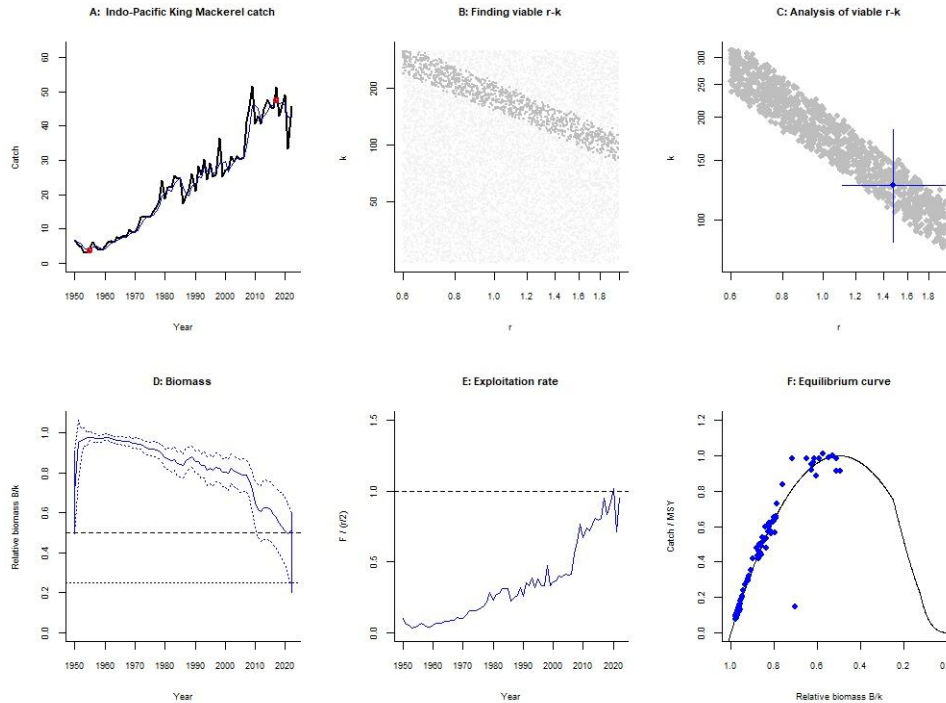 A: Indo-Pacific King Mackerel catch
Catch
0 10 20 30 40 50 60
1950 1960 1970 1980 1990 2000 2010 2020
Year
B: Finding viable r-k
k
50 100 200
0.6 0.8 1.0 1.2 1.4 1.6 1.8
r
C: Analysis of viable r-k
k
100 150 200 250 300
0.6 0.8 1.0 1.2 1.4 1.6 1.8
r
D: Biomass
Relative biomass B/k
0.0 0.2 0.4 0.6 0.8 1.0
1950 1960 1970 1980 1990 2000 2010 2020
Year
E: Exploitation rate
F / (r/2)
0.0 0.5 1.0 1.5
1950 1960 1970 1980 1990 2000 2010 2020
Year
F: Equilibrium curve
Catch / MSY
0.0 0.2 0.4 0.6 0.8 1.0 1.2
1.0 0.8 0.6 0.4 0.2
Relative biomass B/k